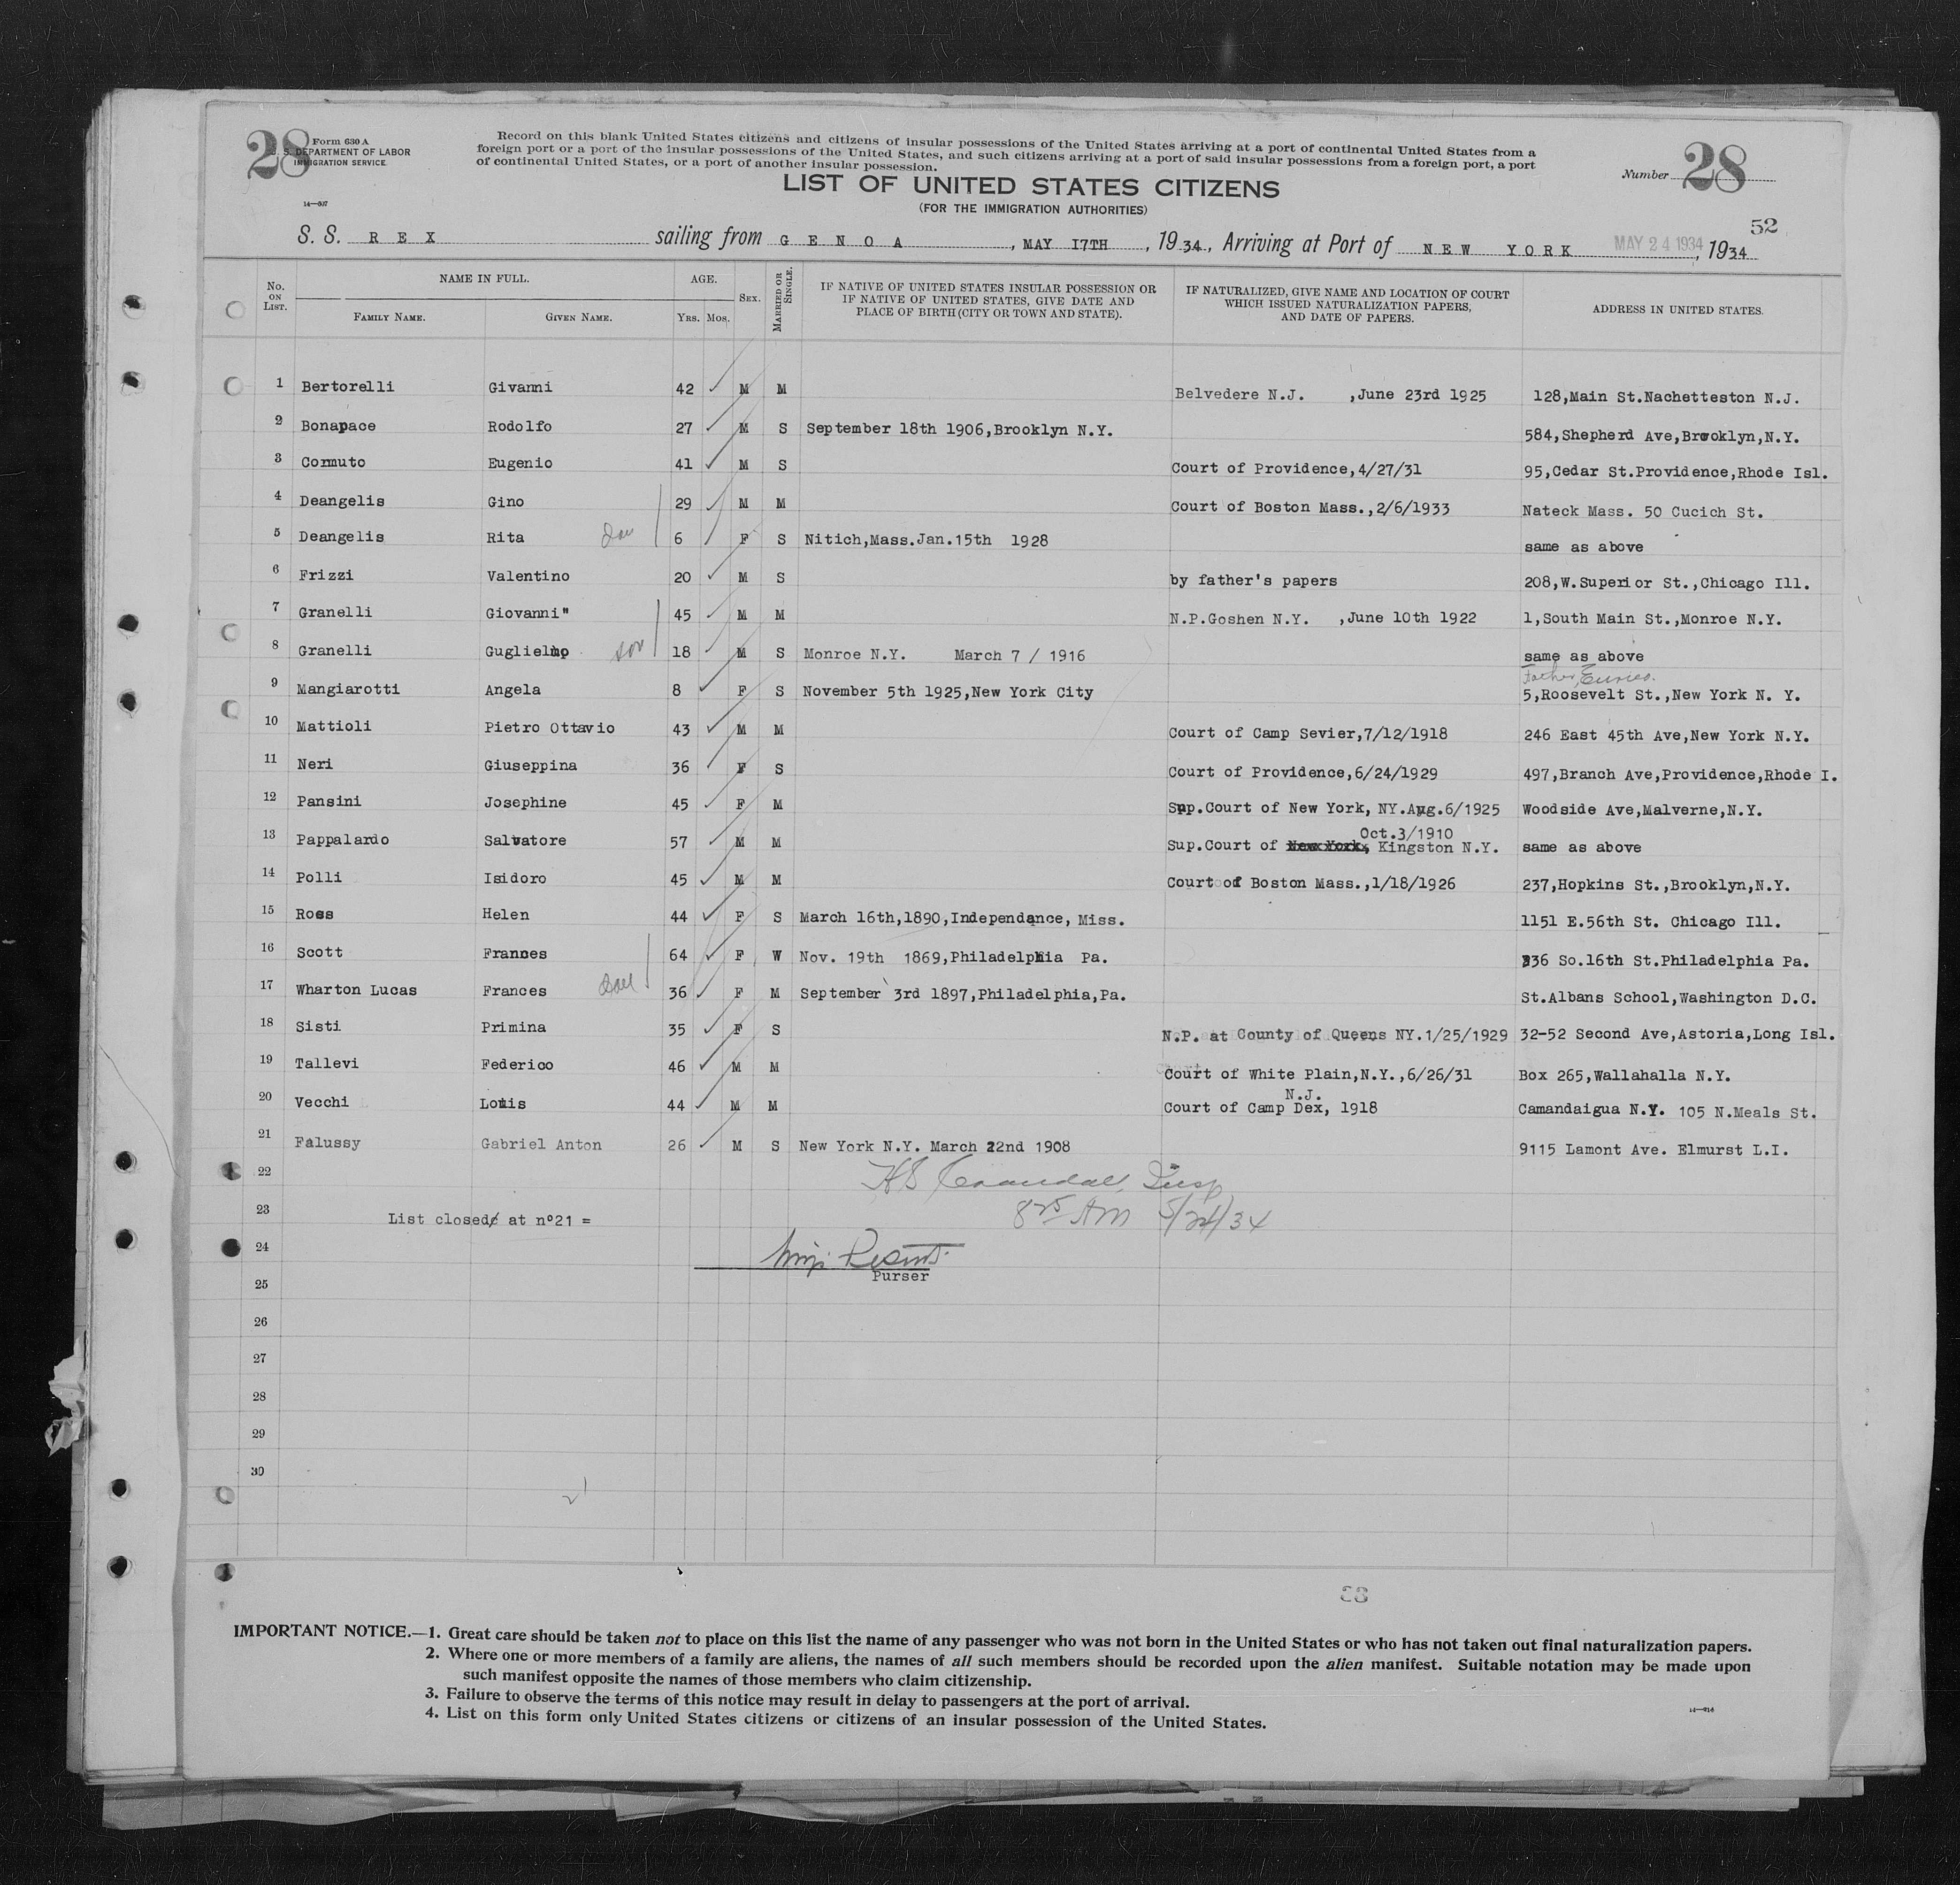 28 Form 630 A
U. S. DEPARTMENT OF LABOR
IMMIGRATION SERVICE.
14—607
Record on this blank United States citizens and citizens of insular possessions of the United States arriving at a port of continental United States from a
foreign port or a port of the insular possessions of the United States, and such citizens arriving at a port of said insular possessions from a foreign port, a port
of continental United States, or a port of another insular possession.
LIST OF UNITED STATES CITIZENS
(FOR THE IMMIGRATION AUTHORITIES)
Number 28
52
S. S. REX sailing from GENOA, MAY 17TH, 1934, Arriving at Port of NEW YORK MAY 24 1934, 1934
No. ON LIST. NAME IN FULL. FAMILY NAME. GIVEN NAME. AGE. YRS. MOS. SEX. MARRIED OR SINGLE. IF NATIVE OF UNITED STATES INSULAR POSSESSION OR IF NATIVE OF UNITED STATES, GIVE DATE AND PLACE OF BIRTH (CITY OR TOWN AND STATE). IF NATURALIZED, GIVE NAME AND LOCATION OF COURT WHICH ISSUED NATURALIZATION PAPERS, AND DATE OF PAPERS. ADDRESS IN UNITED STATES.
1 Bertorelli Givanni 42 M M Belvedere N.J. ,June 23rd 1925 128,Main St.Nachetteston N.J.
2 Bonapace Rodolfo 27 M S September 18th 1906,Brooklyn N.Y. 584,Shepherd Ave,Brooklyn,N.Y.
3 Cormuto Eugenio 41 M S Court of Providence,4/27/31 95,Cedar St.Providence,Rhode Isl.
4 Deangelis Gino 29 M M Court of Boston Mass.,2/6/1933 Nateck Mass. 50 Cucich St.
5 Deangelis Rita dau 6 F S Nitich,Mass.Jan.15th 1928 same as above
6 Frizzi Valentino 20 M S by father's papers 208,W.Superior St.,Chicago Ill.
7 Granelli Giovanni" 45 M M N.P.Goshen N.Y. ,June 10th 1922 1,South Main St.,Monroe N.Y.
8 Granelli Guglielmo son 18 M S Monroe N.Y. March 7 / 1916 same as above
Father,
9 Mangiarotti Angela 8 F S November 5th 1925,New York City 5,Roosevelt St.,New York N. Y.
10 Mattioli Pietro Ottavio 43 M M Court of Camp Sevier,7/12/1918 246 East 45th Ave,New York N.Y.
11 Neri Giuseppina 36 F S Court of Providence,6/24/1929 497,Branch Ave,Providence,Rhode I.
12 Pansini Josephine 45 F M Sup.Court of New York, NY.Aug.6/1925 Woodside Ave,Malverne,N.Y.
Oct.3/1910
13 Pappalardo Salvatore 57 M M Sup.Court of New York, Kingston N.Y. same as above
14 Polli Isidoro 45 M M Court of Boston Mass.,1/18/1926 237,Hopkins St.,Brooklyn,N.Y.
15 Ross Helen 44 F S March 16th,1890,Independance, Miss. 1151 E.56th St. Chicago Ill.
16 Scott Frances 64 F W Nov. 19th 1869,Philadelphia Pa. 336 So.16th St.Philadelphia Pa.
17 Wharton Lucas Frances dau 36 F M September 3rd 1897,Philadelphia,Pa. St.Albans School,Washington D.C.
18 Sisti Primina 35 F S N.P. at County of Queens NY.1/25/1929 32-52 Second Ave,Astoria,Long Isl.
19 Tallevi Federico 46 M M Court of White Plain,N.Y.,6/26/31 Box 265,Wallahalla N.Y.
N.J.
20 Vecchi Louis 44 M M Court of Camp Dex, 1918 Camandaigua N.Y. 105 N.Meals St.
21 Falussy Gabriel Anton 26 M S New York N.Y. March 22nd 1908 9115 Lamont Ave. Elmurst L.I.
22 HS Crandall, Insp
23 List closed at nº21 = 8 25 AM 5/24/34
24
Purser
25
26
27
28
29
30
33
IMPORTANT NOTICE.—1. Great care should be taken not to place on this list the name of any passenger who was not born in the United States or who has not taken out final naturalization papers.
2. Where one or more members of a family are aliens, the names of all such members should be recorded upon the alien manifest. Suitable notation may be made upon
such manifest opposite the names of those members who claim citizenship.
3. Failure to observe the terms of this notice may result in delay to passengers at the port of arrival.
4. List on this form only United States citizens or citizens of an insular possession of the United States.
14—614